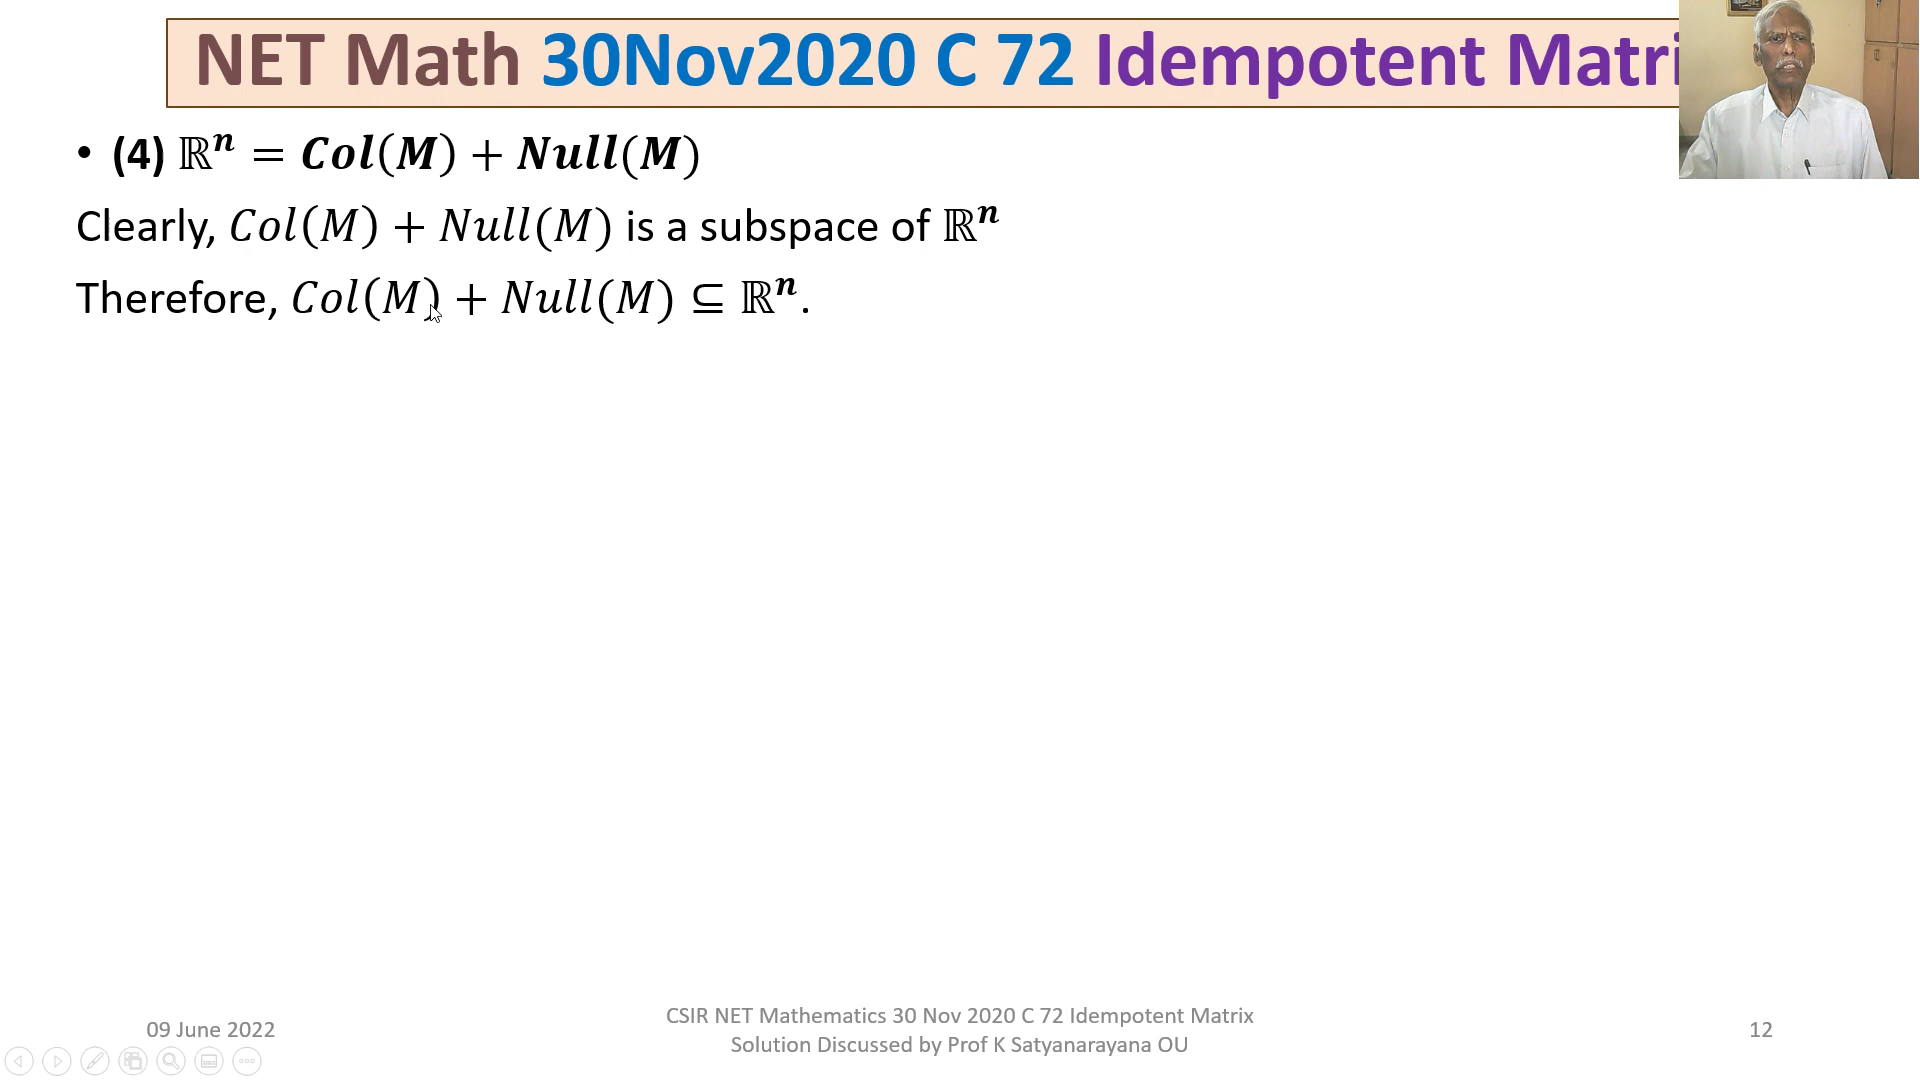 NET Math 30Nov2020 C 72 Idempotent Matri
• (4) ℝⁿ = Col(M) + Null(M)
Clearly, Col(M) + Null(M) is a subspace of ℝⁿ
Therefore, Col(M) + Null(M) ⊆ ℝⁿ.
09 June 2022
CSIR NET Mathematics 30 Nov 2020 C 72 Idempotent Matrix
Solution Discussed by Prof K Satyanarayana OU
12